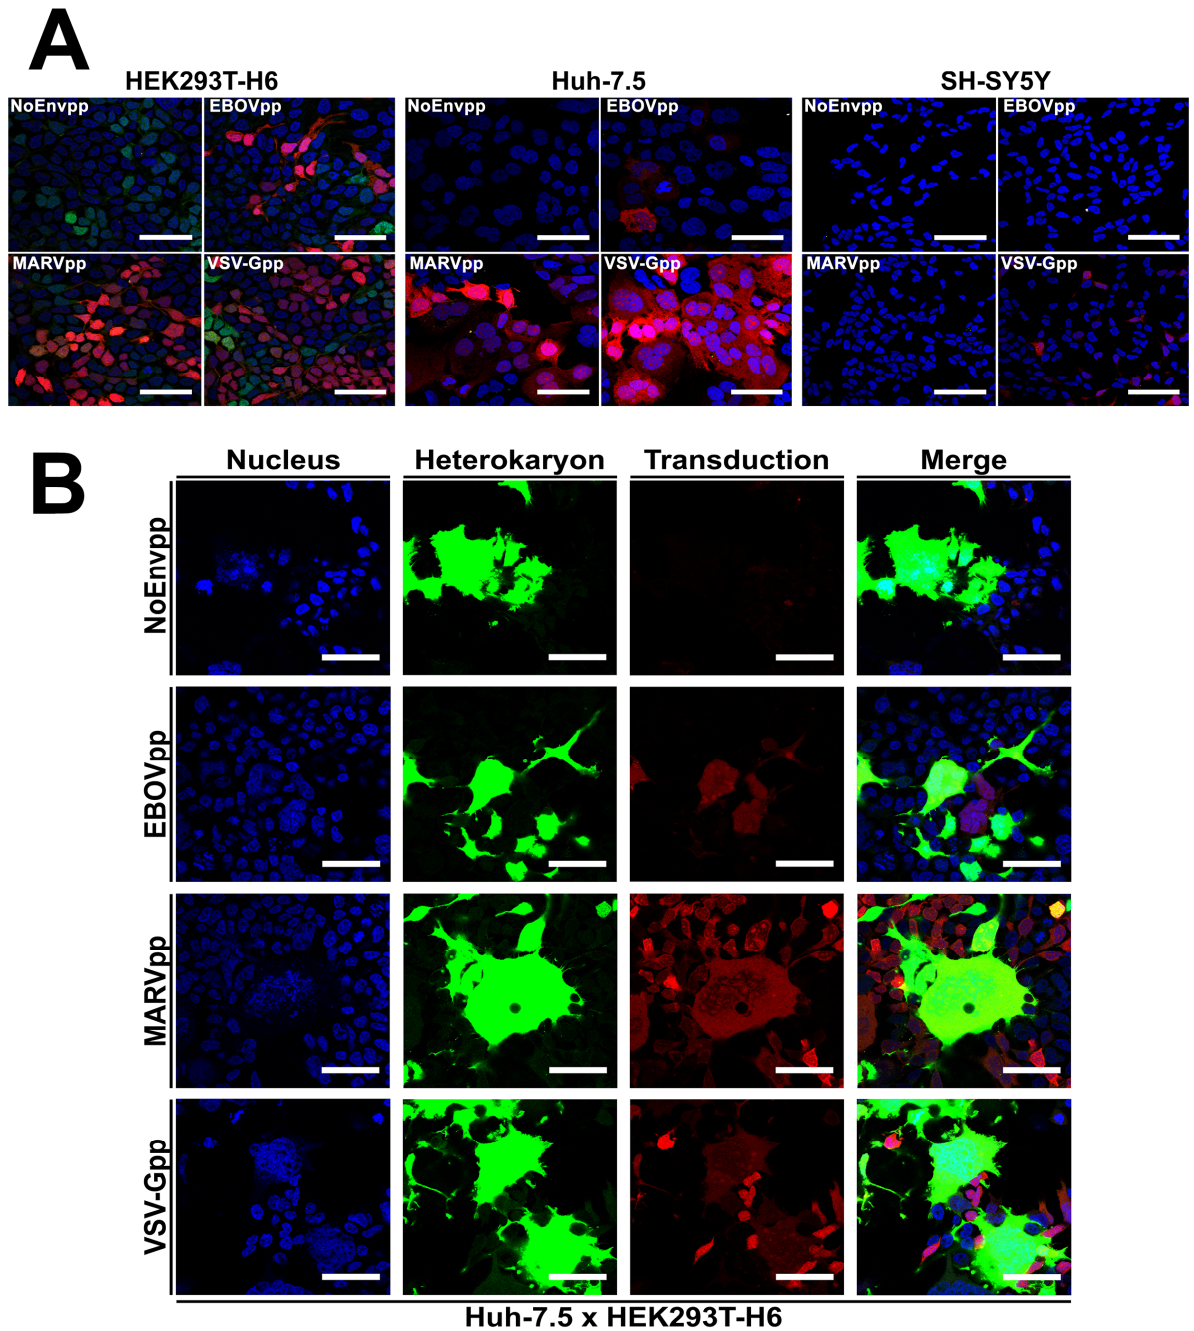 A
HEK293T-H6
Huh-7.5
SH-SY5Y
NoEnvpp
EBOVpp
NoEnvpp
EBOVpp
NoEnvpp
EBOVpp
MARVpp
VSV-Gpp
MARVpp
VSV-Gpp
MARVpp
VSV-Gpp
B
Nucleus
Heterokaryon
Transduction
Merge
NoEnvpp
EBOVpp
MARVpp
VSV-Gpp
Huh-7.5 x HEK293T-H6